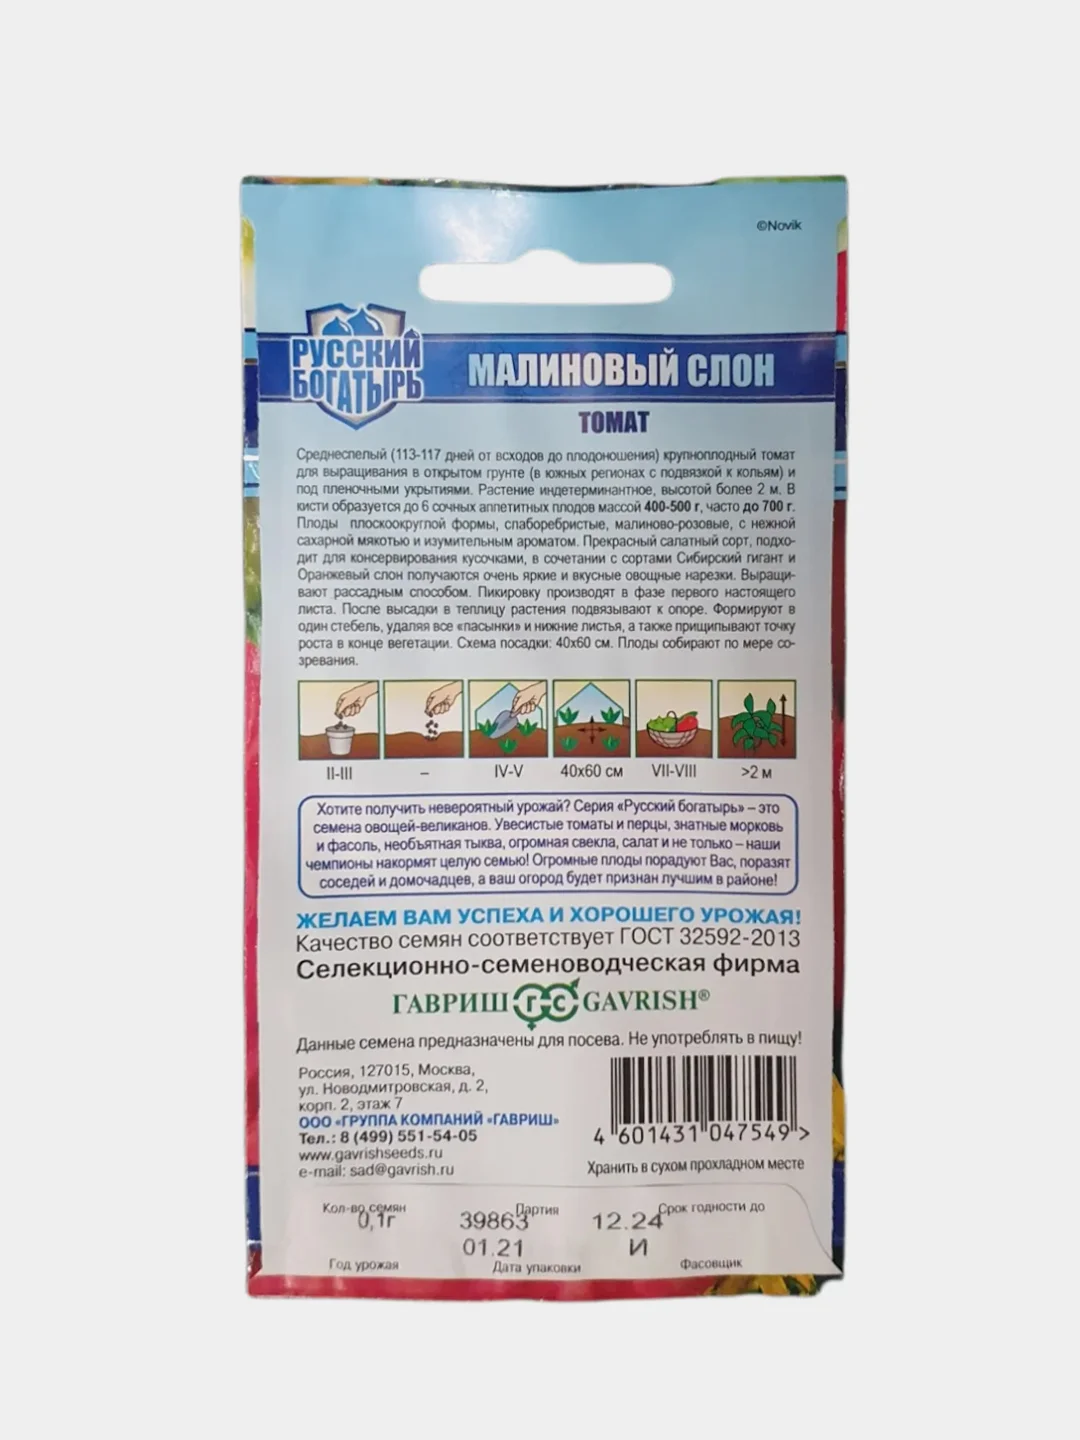 ©Novik
РУССКИЙ
БОГАТЫРЬ
МАЛИНОВЫЙ СЛОН
ТОМАТ
Среднеспелый (113-117 дней от всходов до плодоношения) крупноплодный томат
для выращивания в открытом грунте (в южных регионах с подвязкой к кольям) и
под пленочными укрытиями. Растение индетерминантное, высотой более 2 м. В
кисти образуется до 6 сочных аппетитных плодов массой 400-500 г, часто до 700 г.
Плоды плоскоокруглой формы, слаборебристые, малиново-розовые, с нежной
сахарной мякотью и изумительным ароматом. Прекрасный салатный сорт, подхо-
дит для консервирования кусочками, в сочетании с сортами Сибирский гигант и
Оранжевый слон получаются очень яркие и вкусные овощные нарезки. Выращи-
вают рассадным способом. Пикировку производят в фазе первого настоящего
листа. После высадки в теплицу растения подвязывают к опоре. Формируют в
один стебель, удаляя все «пасынки» и нижние листья, а также прищипывают точку
роста в конце вегетации. Схема посадки: 40х60 см. Плоды собирают по мере со-
зревания.
II-III – IV-V 40х60 см VII-VIII >2 м
Хотите получить невероятный урожай? Серия «Русский богатырь» – это
семена овощей-великанов. Увесистые томаты и перцы, знатные морковь
и фасоль, необъятная тыква, огромная свекла, салат и не только – наши
чемпионы накормят целую семью! Огромные плоды порадуют Вас, поразят
соседей и домочадцев, а ваш огород будет признан лучшим в районе!
ЖЕЛАЕМ ВАМ УСПЕХА И ХОРОШЕГО УРОЖАЯ!
Качество семян соответствует ГОСТ 32592-2013
Селекционно-семеноводческая фирма
ГАВРИШ ГС GAVRISH®
Данные семена предназначены для посева. Не употреблять в пищу!
Россия, 127015, Москва,
ул. Новодмитровская, д. 2,
корп. 2, этаж 7
ООО «ГРУППА КОМПАНИЙ «ГАВРИШ»
Тел.: 8 (499) 551-54-05
www.gavrishseeds.ru
e-mail: sad@gavrish.ru
4 601431 047549 >
Хранить в сухом прохладном месте
Кол-во семян Партия Срок годности до
0,1г 39863 12.24
01.21 И
Год урожая Дата упаковки Фасовщик